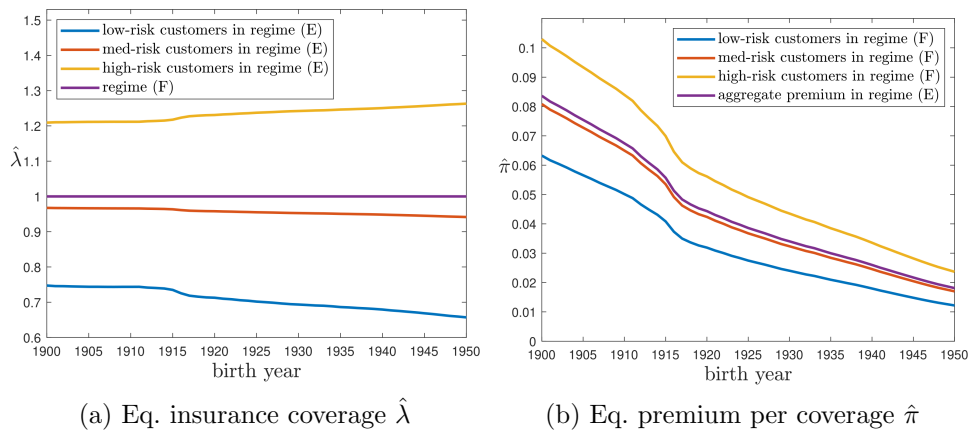 1.5
1.4
1.3
1.2
1.1
1
0.9
0.8
0.7
0.6
λ̂
low-risk customers in regime (E)
med-risk customers in regime (E)
high-risk customers in regime (E)
regime (F)
1900 1905 1910 1915 1920 1925 1930 1935 1940 1945 1950
birth year
(a) Eq. insurance coverage λ̂
0.1
0.09
0.08
0.07
0.06
0.05
0.04
0.03
0.02
0.01
0
π̂
low-risk customers in regime (F)
med-risk customers in regime (F)
high-risk customers in regime (F)
aggregate premium in regime (E)
1900 1905 1910 1915 1920 1925 1930 1935 1940 1945 1950
birth year
(b) Eq. premium per coverage π̂